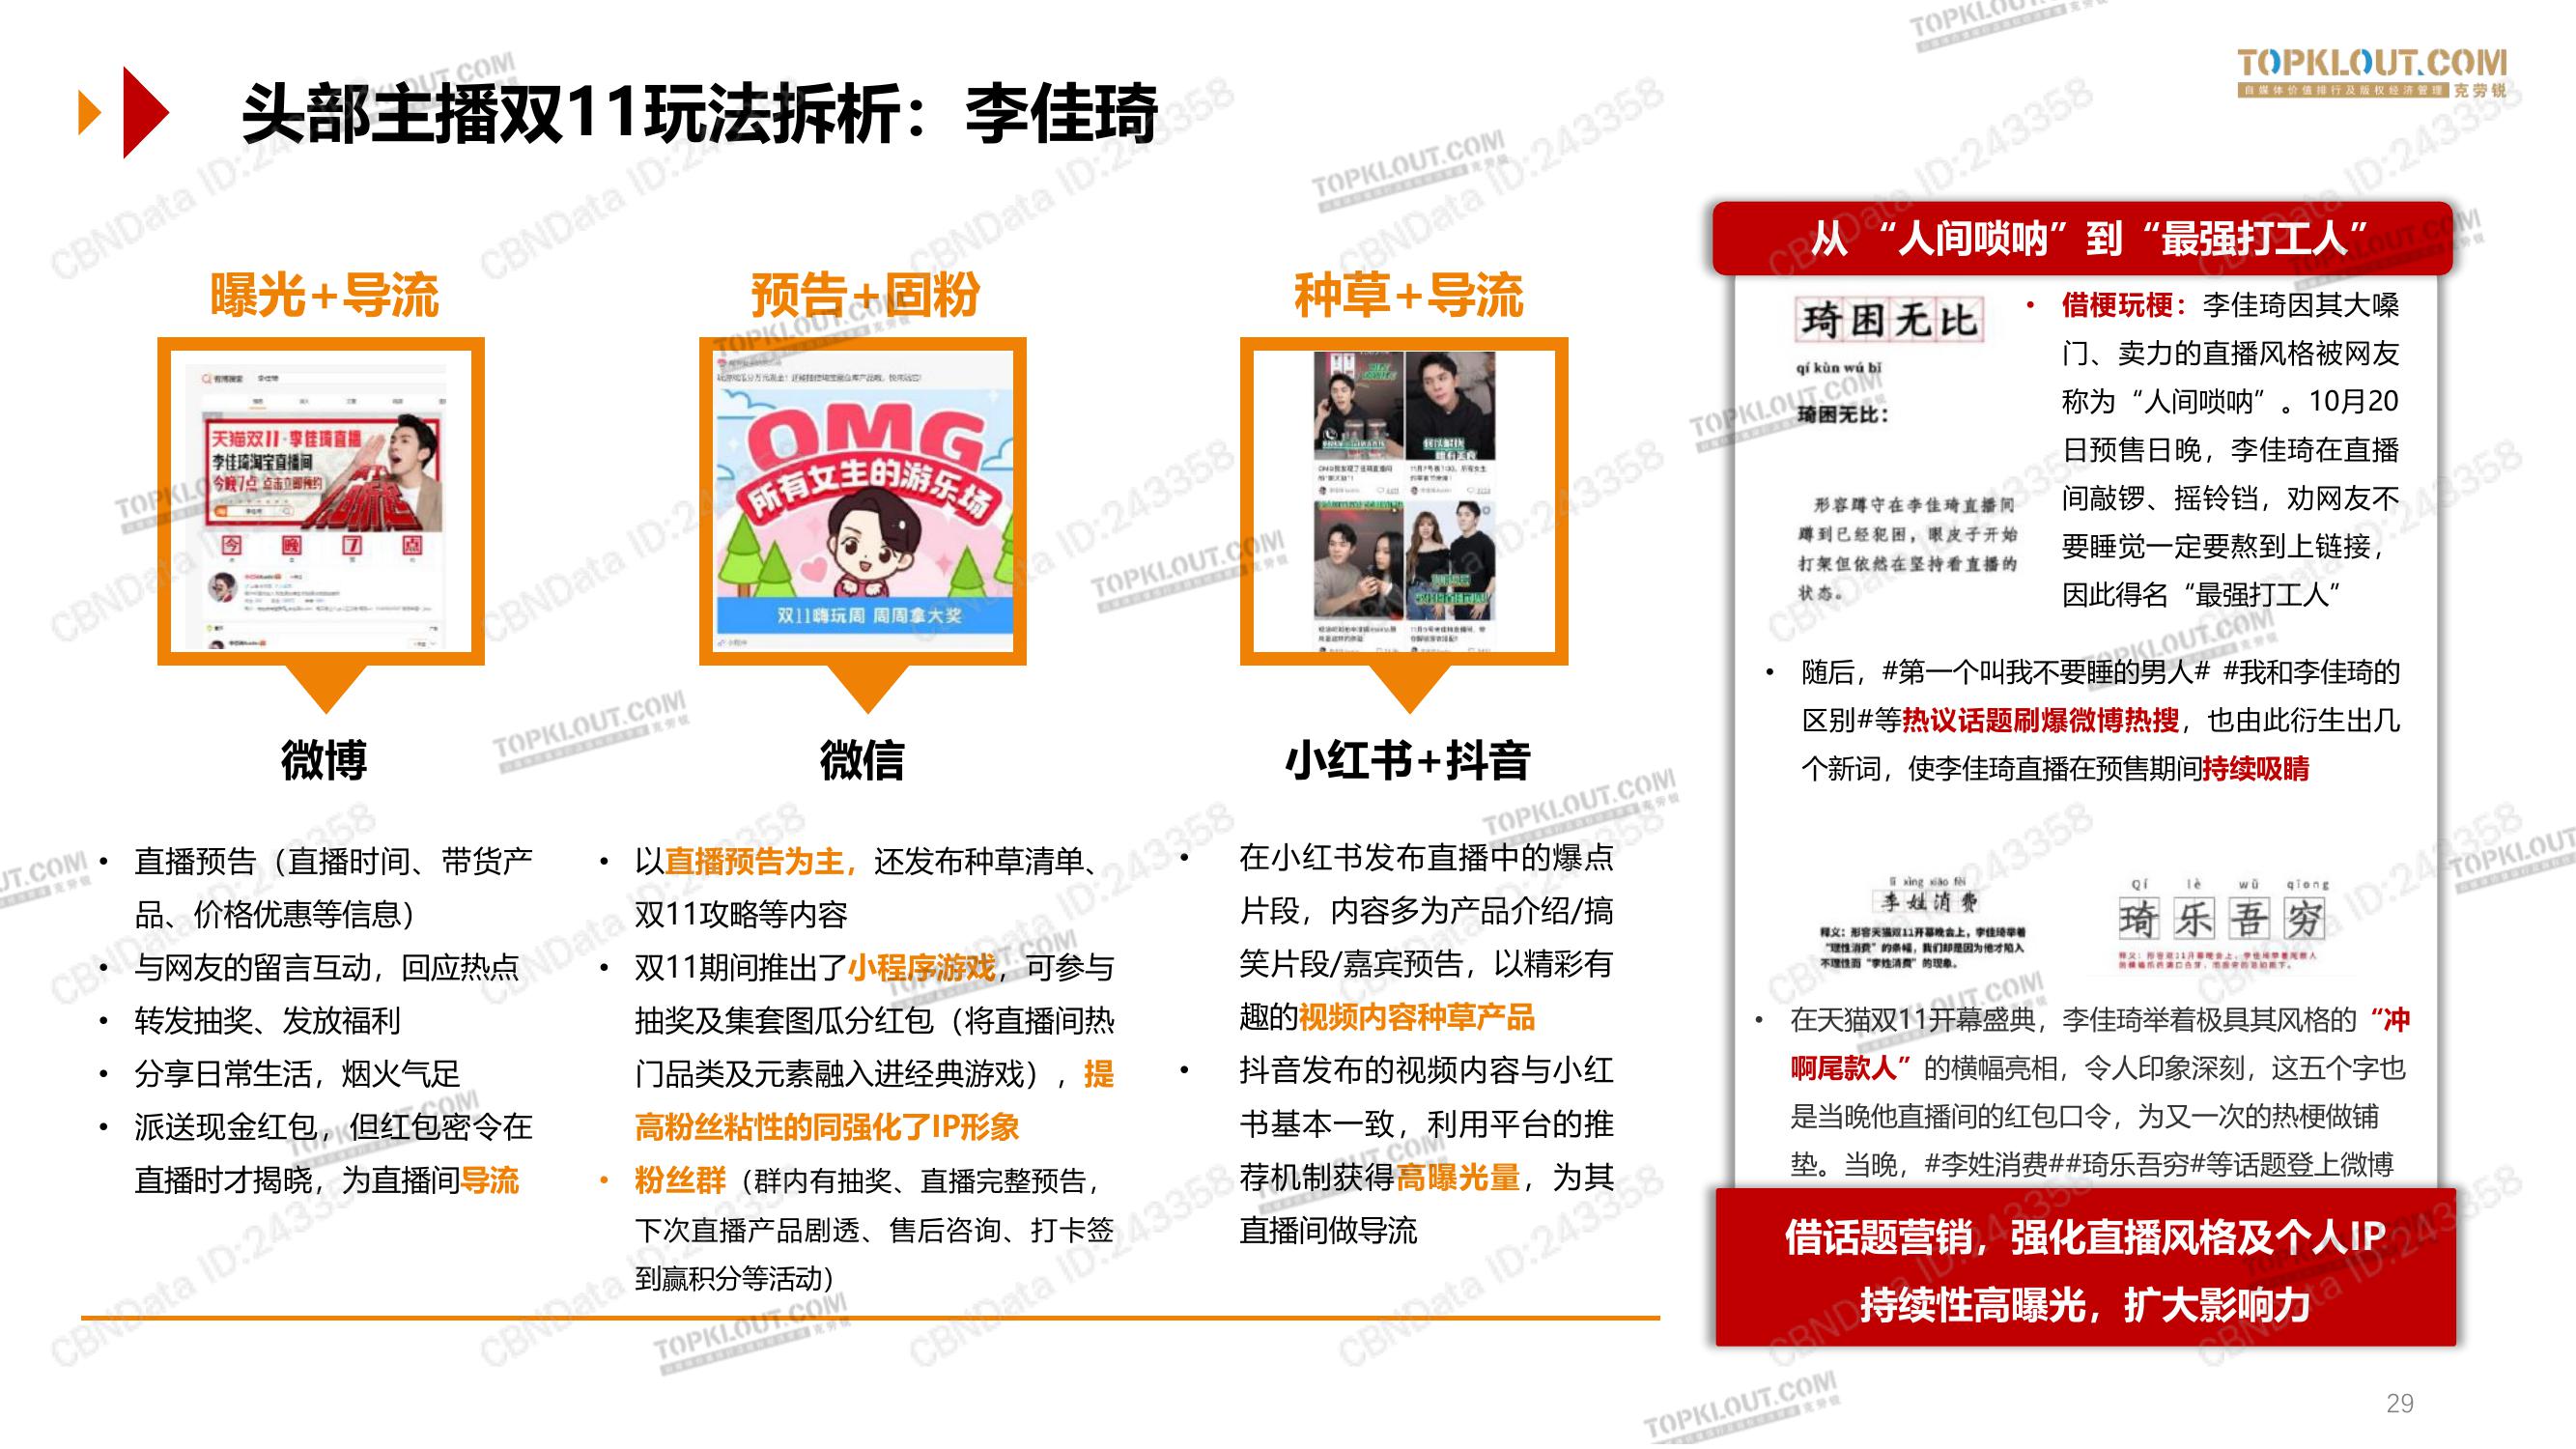 TOPKLOUT.COM
自媒体价值排行及版权经济管理 克劳锐
头部主播双11玩法拆析：李佳琦
曝光+导流
天猫双11·李佳琦直播
李佳琦淘宝直播间
今晚7点 点击立即预约
今 晚 7 点
微博
• 直播预告（直播时间、带货产
品、价格优惠等信息）
• 与网友的留言互动，回应热点
• 转发抽奖、发放福利
• 分享日常生活，烟火气足
• 派送现金红包，但红包密令在
直播时才揭晓，为直播间导流
预告+固粉
OMG
所有女生的游乐场
双11嗨玩周 周周拿大奖
微信
• 以直播预告为主，还发布种草清单、
双11攻略等内容
• 双11期间推出了小程序游戏，可参与
抽奖及集套图瓜分红包（将直播间热
门品类及元素融入进经典游戏），提
高粉丝粘性的同强化了IP形象
• 粉丝群（群内有抽奖、直播完整预告，
下次直播产品剧透、售后咨询、打卡签
到赢积分等活动）
种草+导流
小红书+抖音
• 在小红书发布直播中的爆点
片段，内容多为产品介绍/搞
笑片段/嘉宾预告，以精彩有
趣的视频内容种草产品
• 抖音发布的视频内容与小红
书基本一致，利用平台的推
荐机制获得高曝光量，为其
直播间做导流
从 “人间唢呐”到“最强打工人”
琦困无比
qí kùn wú bǐ
琦困无比：
形容蹲守在李佳琦直播间
蹲到已经犯困，眼皮子开始
打架但依然在坚持看直播的
状态。
• 借梗玩梗：李佳琦因其大嗓
门、卖力的直播风格被网友
称为“人间唢呐”。10月20
日预售日晚，李佳琦在直播
间敲锣、摇铃铛，劝网友不
要睡觉一定要熬到上链接，
因此得名“最强打工人”
• 随后，#第一个叫我不要睡的男人# #我和李佳琦的
区别#等热议话题刷爆微博热搜，也由此衍生出几
个新词，使李佳琦直播在预售期间持续吸睛
lǐ xìng xiāo fèi
李姓消费
释义：形容天猫双11开幕晚会上，李佳琦举着
“理性消费”的条幅，我们却是因为他才陷入
不理性而“李姓消费”的现象。
Qí lè wú qióng
琦乐吾穷
• 在天猫双11开幕盛典，李佳琦举着极具其风格的“冲
啊尾款人”的横幅亮相，令人印象深刻，这五个字也
是当晚他直播间的红包口令，为又一次的热梗做铺
垫。当晚，#李姓消费##琦乐吾穷#等话题登上微博
借话题营销，强化直播风格及个人IP
持续性高曝光，扩大影响力
29
CBNData ID:243358